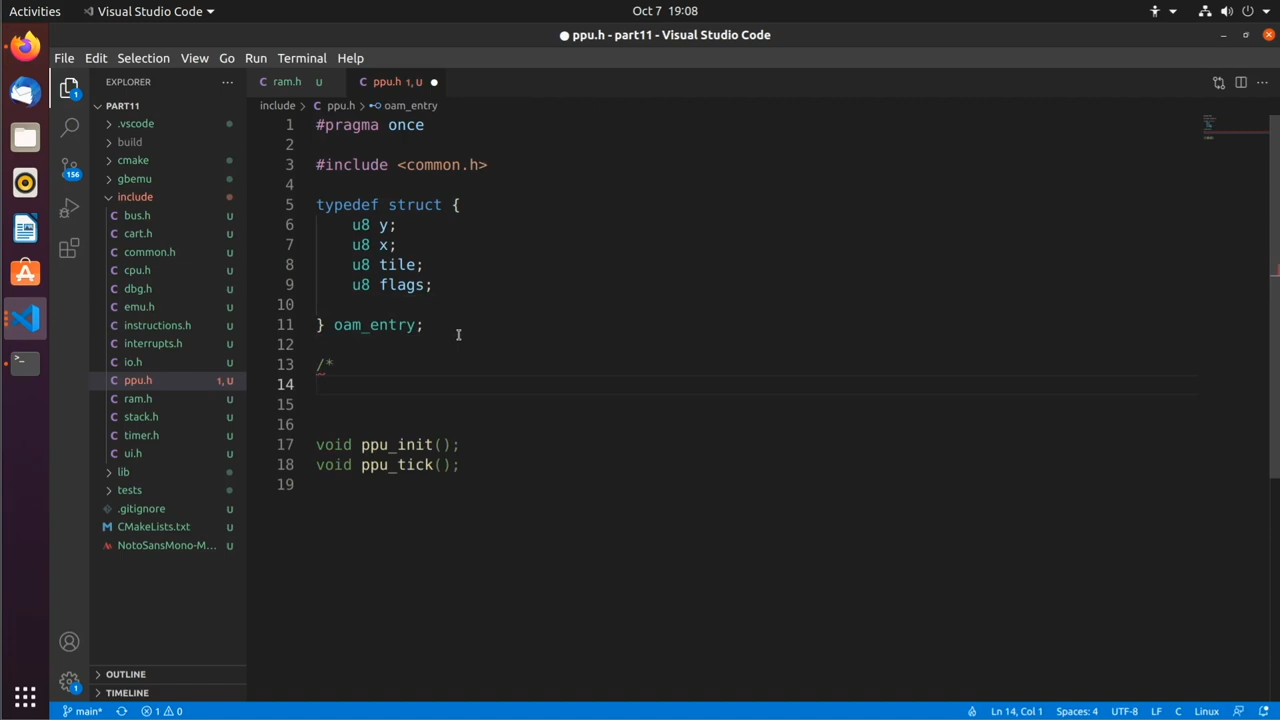 Activities
Visual Studio Code
Oct 7 19:08
ppu.h - part11 - Visual Studio Code
File Edit Selection View Go Run Terminal Help
EXPLORER
ram.h U
ppu.h 1, U
PART11
include > C ppu.h > oam_entry
.vscode
build
cmake
gbemu
include
C bus.h U
C cart.h U
C common.h U
C cpu.h U
C dbg.h U
C emu.h U
C instructions.h U
C interrupts.h U
C io.h U
C ppu.h 1, U
C ram.h U
C stack.h U
C timer.h U
C ui.h U
lib
tests
.gitignore U
M CMakeLists.txt U
NotoSansMono-M... U
OUTLINE
TIMELINE
1
156
1
1 #pragma once
2
3 #include <common.h>
4
5 typedef struct {
6 u8 y;
7 u8 x;
8 u8 tile;
9 u8 flags;
10
11 } oam_entry;
12
13 /*
14
15
16
17 void ppu_init();
18 void ppu_tick();
19
main* 1 0 Ln 14, Col 1 Spaces: 4 UTF-8 LF C Linux